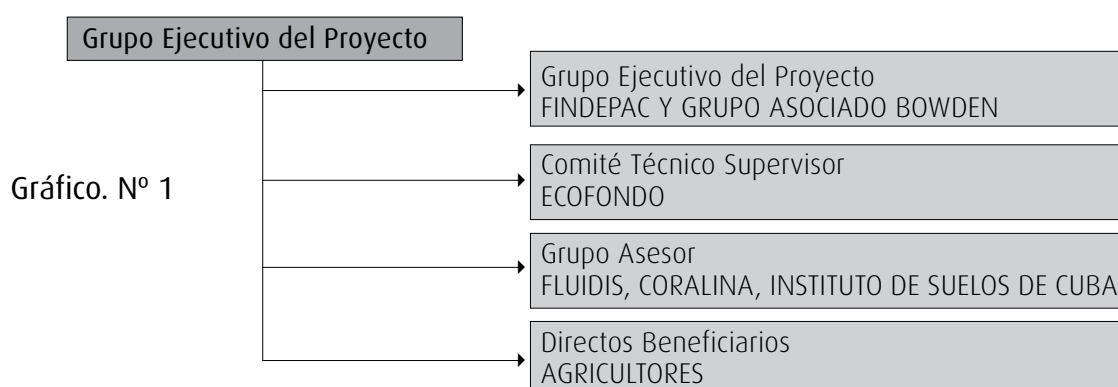 Grupo Ejecutivo del Proyecto
Grupo Ejecutivo del Proyecto
FINDEPAC Y GRUPO ASOCIADO BOWDEN
Comité Técnico Supervisor
ECOFONDO
Gráfico. Nº 1
Grupo Asesor
FLUIDIS, CORALINA, INSTITUTO DE SUELOS DE CUBA
Directos Beneficiarios
AGRICULTORES